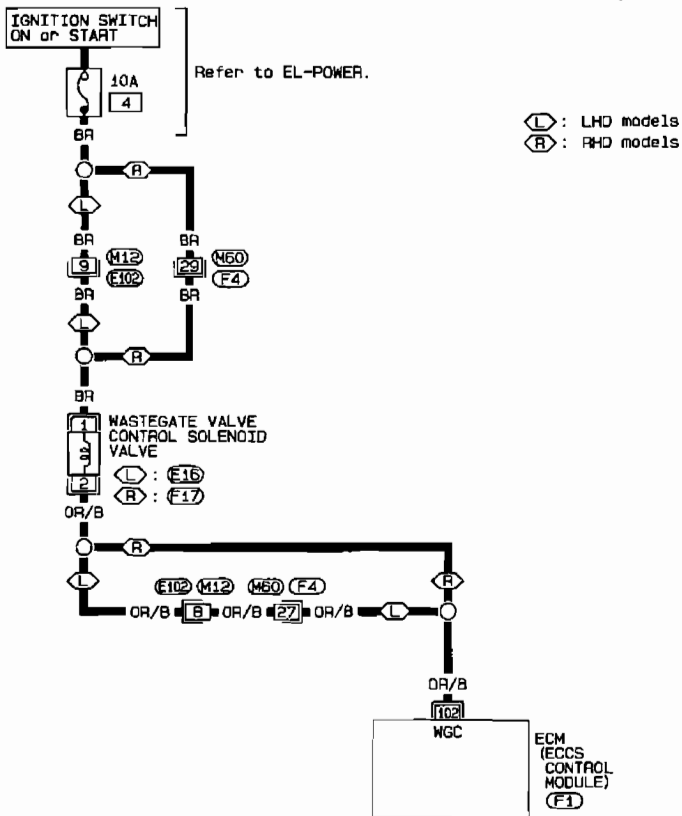 IGNITION SWITCH
ON or START
10A
4
Refer to EL-POWER.
L : LHD models
R : RHD models
BR
R
L
BR
BR
9
M12
E102
29
M60
F4
BR
BR
L
R
BR
1
WASTEGATE VALVE
CONTROL SOLENOID
VALVE
L : E16
R : F17
2
OR/B
R
L
R
E102 M12 M60 F4
OR/B 8 OR/B 27 OR/B L
OR/B
102
WGC
ECM
(ECCS
CONTROL
MODULE)
F1